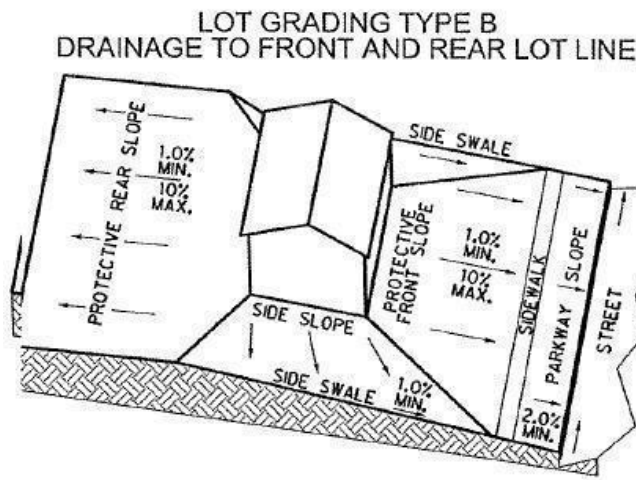 LOT GRADING TYPE B
DRAINAGE TO FRONT AND REAR LOT LINE
PROTECTIVE REAR SLOPE
1.0%
MIN.
10%
MAX.
SIDE SWALE
PROTECTIVE
FRONT SLOPE
1.0%
MIN.
10%
MAX.
SIDEWALK
PARKWAY SLOPE
STREET
SIDE SLOPE
SIDE SWALE
1.0%
MIN.
2.0%
MIN.